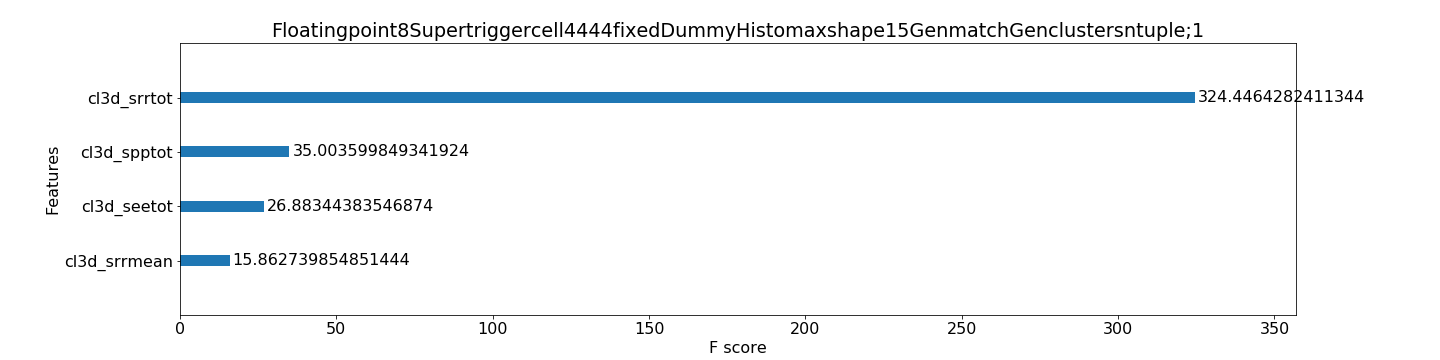 Floatingpoint8Supertriggercell4444fixedDummyHistomaxshape15GenmatchGenclustersntuple;1
cl3d_srrtot
324.4464282411344
cl3d_spptot
35.003599849341924
cl3d_seetot
26.88344383546874
cl3d_srrmean
15.862739854851444
Features
0 50 100 150 200 250 300 350
F score